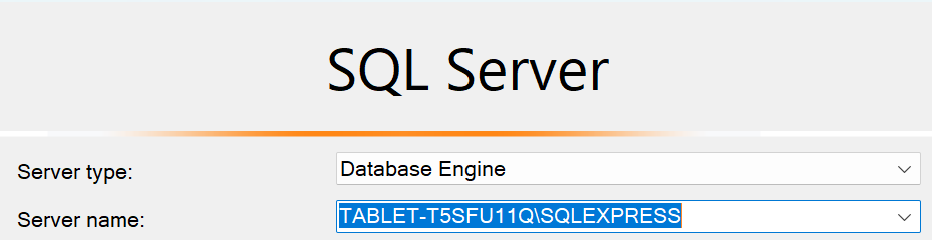 SQL Server
Server type: Database Engine
Server name: TABLET-T5SFU11Q\SQLEXPRESS